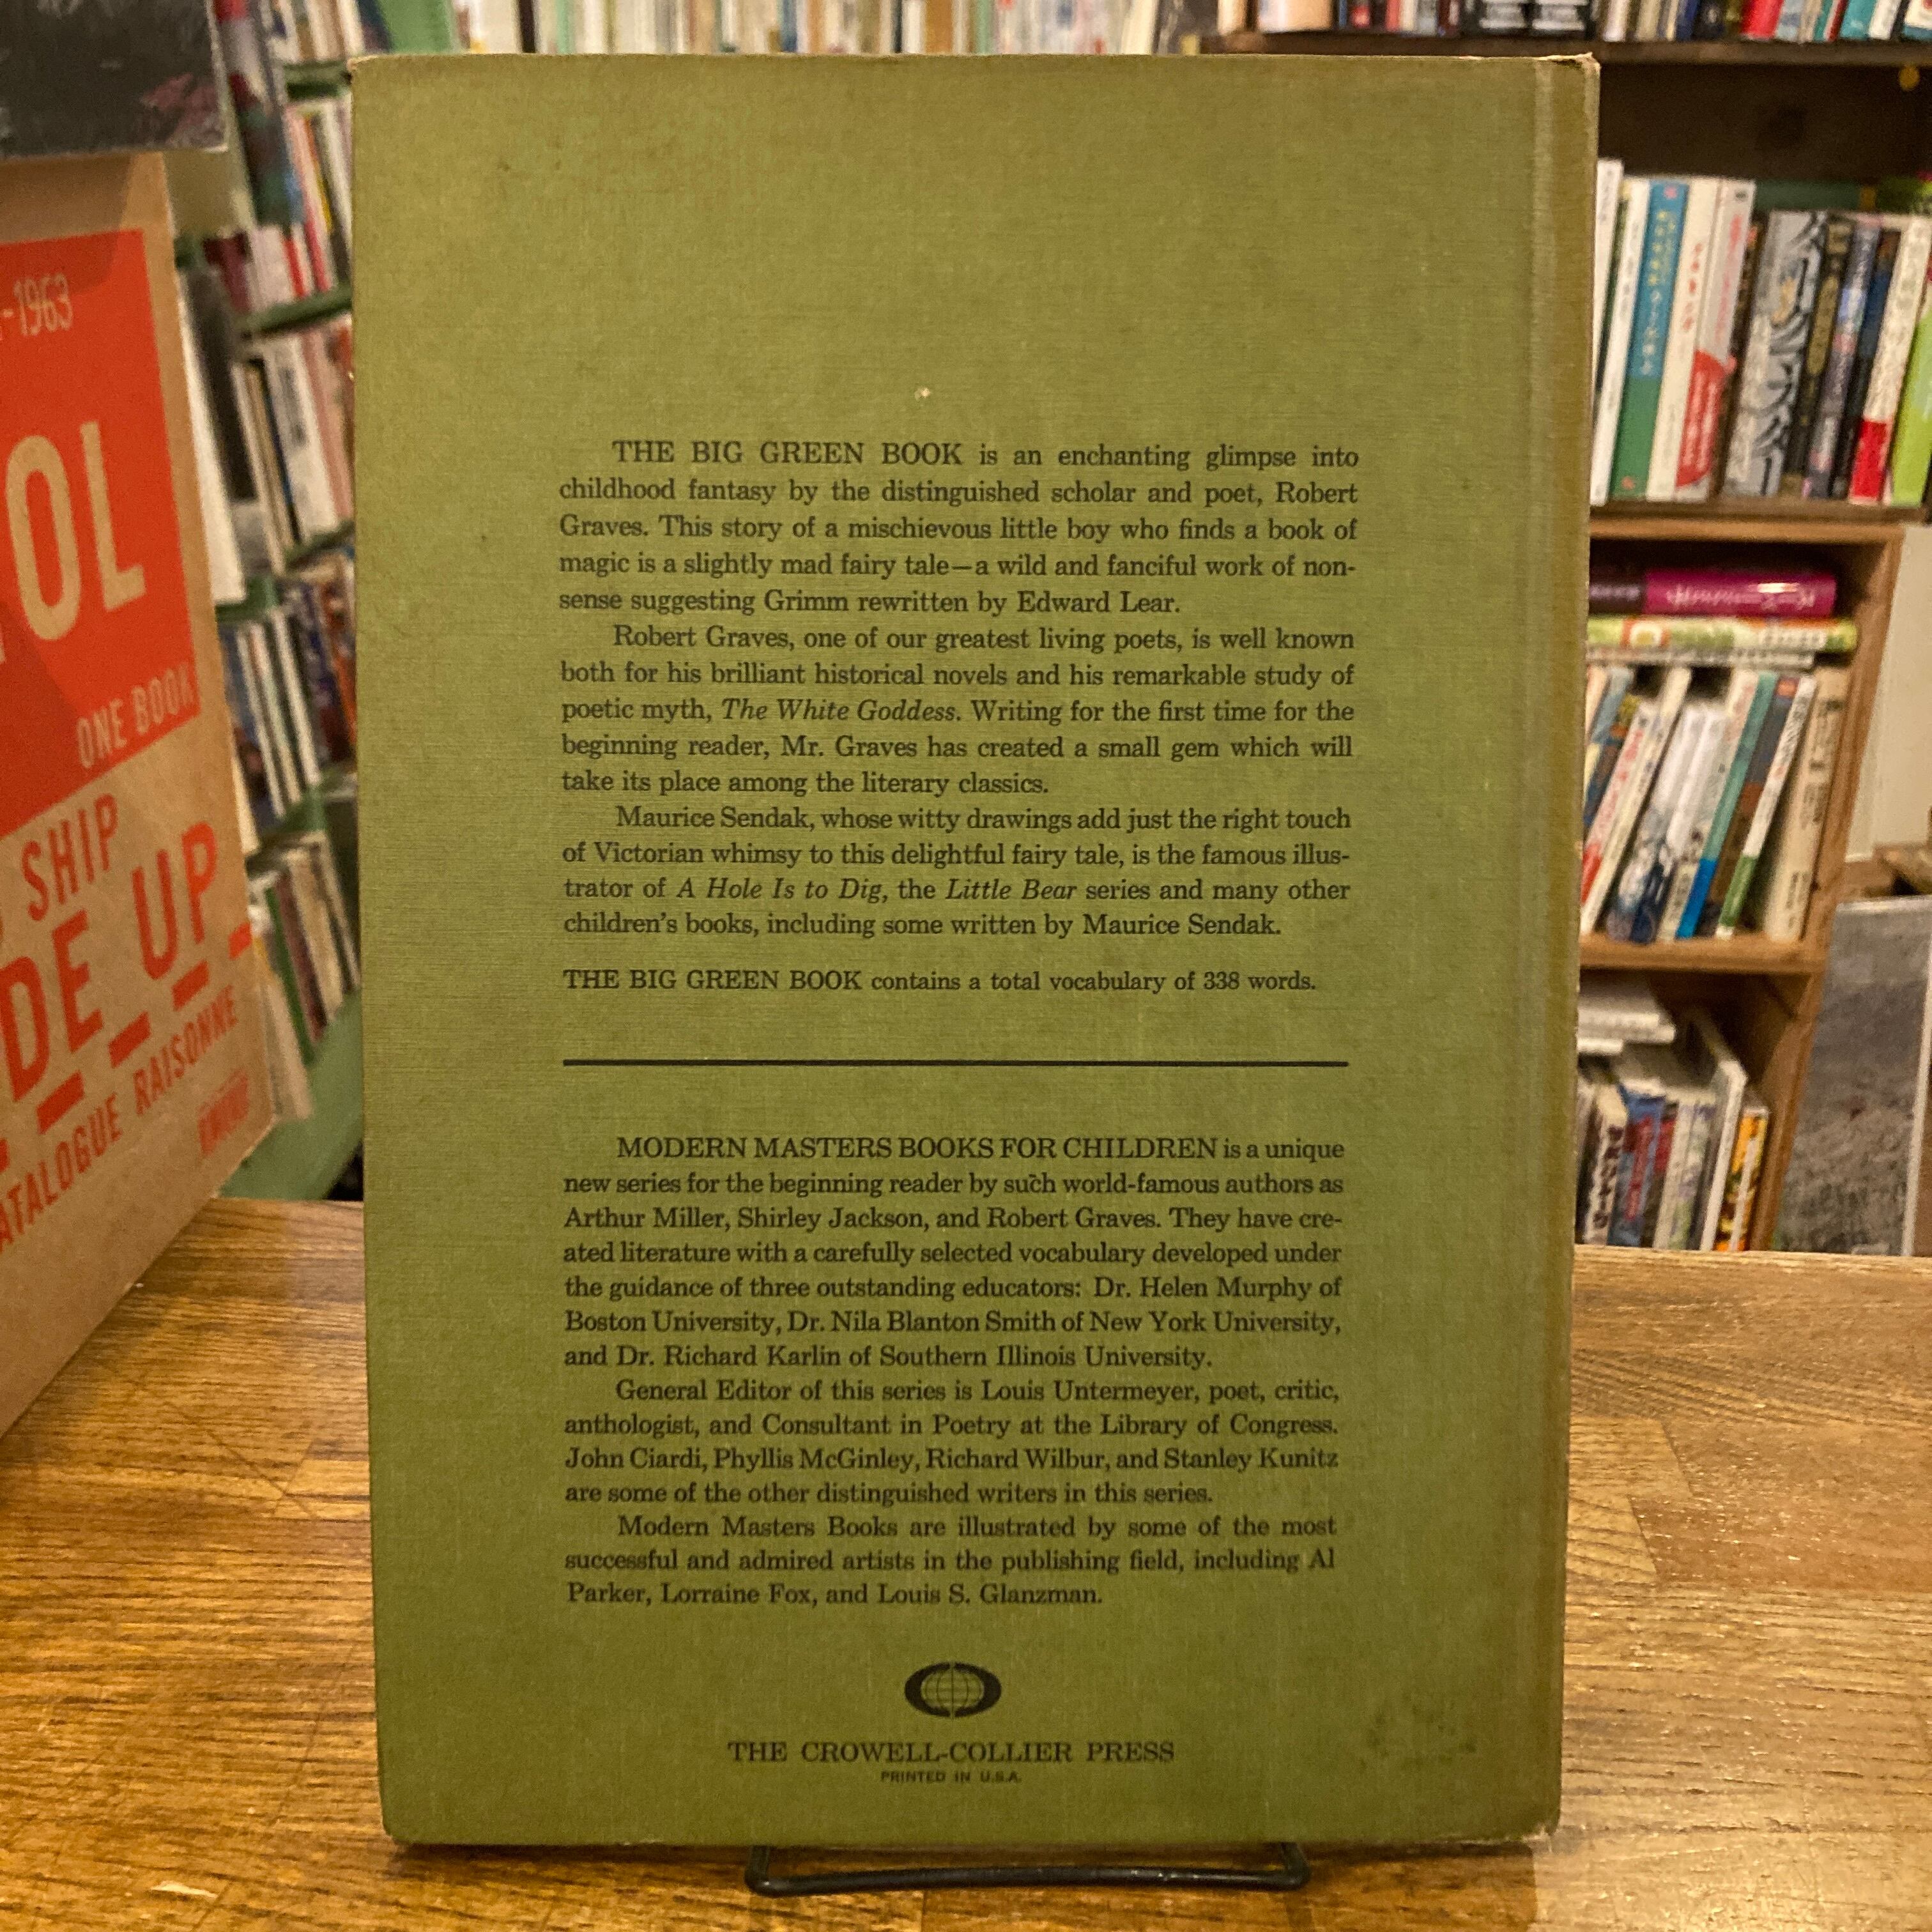 THE BIG GREEN BOOK is an enchanting glimpse into
childhood fantasy by the distinguished scholar and poet, Robert
Graves. This story of a mischievous little boy who finds a book of
magic is a slightly mad fairy tale—a wild and fanciful work of non-
sense suggesting Grimm rewritten by Edward Lear.
Robert Graves, one of our greatest living poets, is well known
both for his brilliant historical novels and his remarkable study of
poetic myth, The White Goddess. Writing for the first time for the
beginning reader, Mr. Graves has created a small gem which will
take its place among the literary classics.
Maurice Sendak, whose witty drawings add just the right touch
of Victorian whimsy to this delightful fairy tale, is the famous illus-
trator of A Hole Is to Dig, the Little Bear series and many other
children's books, including some written by Maurice Sendak.
THE BIG GREEN BOOK contains a total vocabulary of 338 words.
MODERN MASTERS BOOKS FOR CHILDREN is a unique
new series for the beginning reader by such world-famous authors as
Arthur Miller, Shirley Jackson, and Robert Graves. They have cre-
ated literature with a carefully selected vocabulary developed under
the guidance of three outstanding educators: Dr. Helen Murphy of
Boston University, Dr. Nila Blanton Smith of New York University,
and Dr. Richard Karlin of Southern Illinois University.
General Editor of this series is Louis Untermeyer, poet, critic,
anthologist, and Consultant in Poetry at the Library of Congress.
John Ciardi, Phyllis McGinley, Richard Wilbur, and Stanley Kunitz
are some of the other distinguished writers in this series.
Modern Masters Books are illustrated by some of the most
successful and admired artists in the publishing field, including Al
Parker, Lorraine Fox, and Louis S. Glanzman.
THE CROWELL-COLLIER PRESS
PRINTED IN U.S.A.
-1963
OL
ONE BOOK
SHIP
DE UP
ATALOGUE RAISONNE